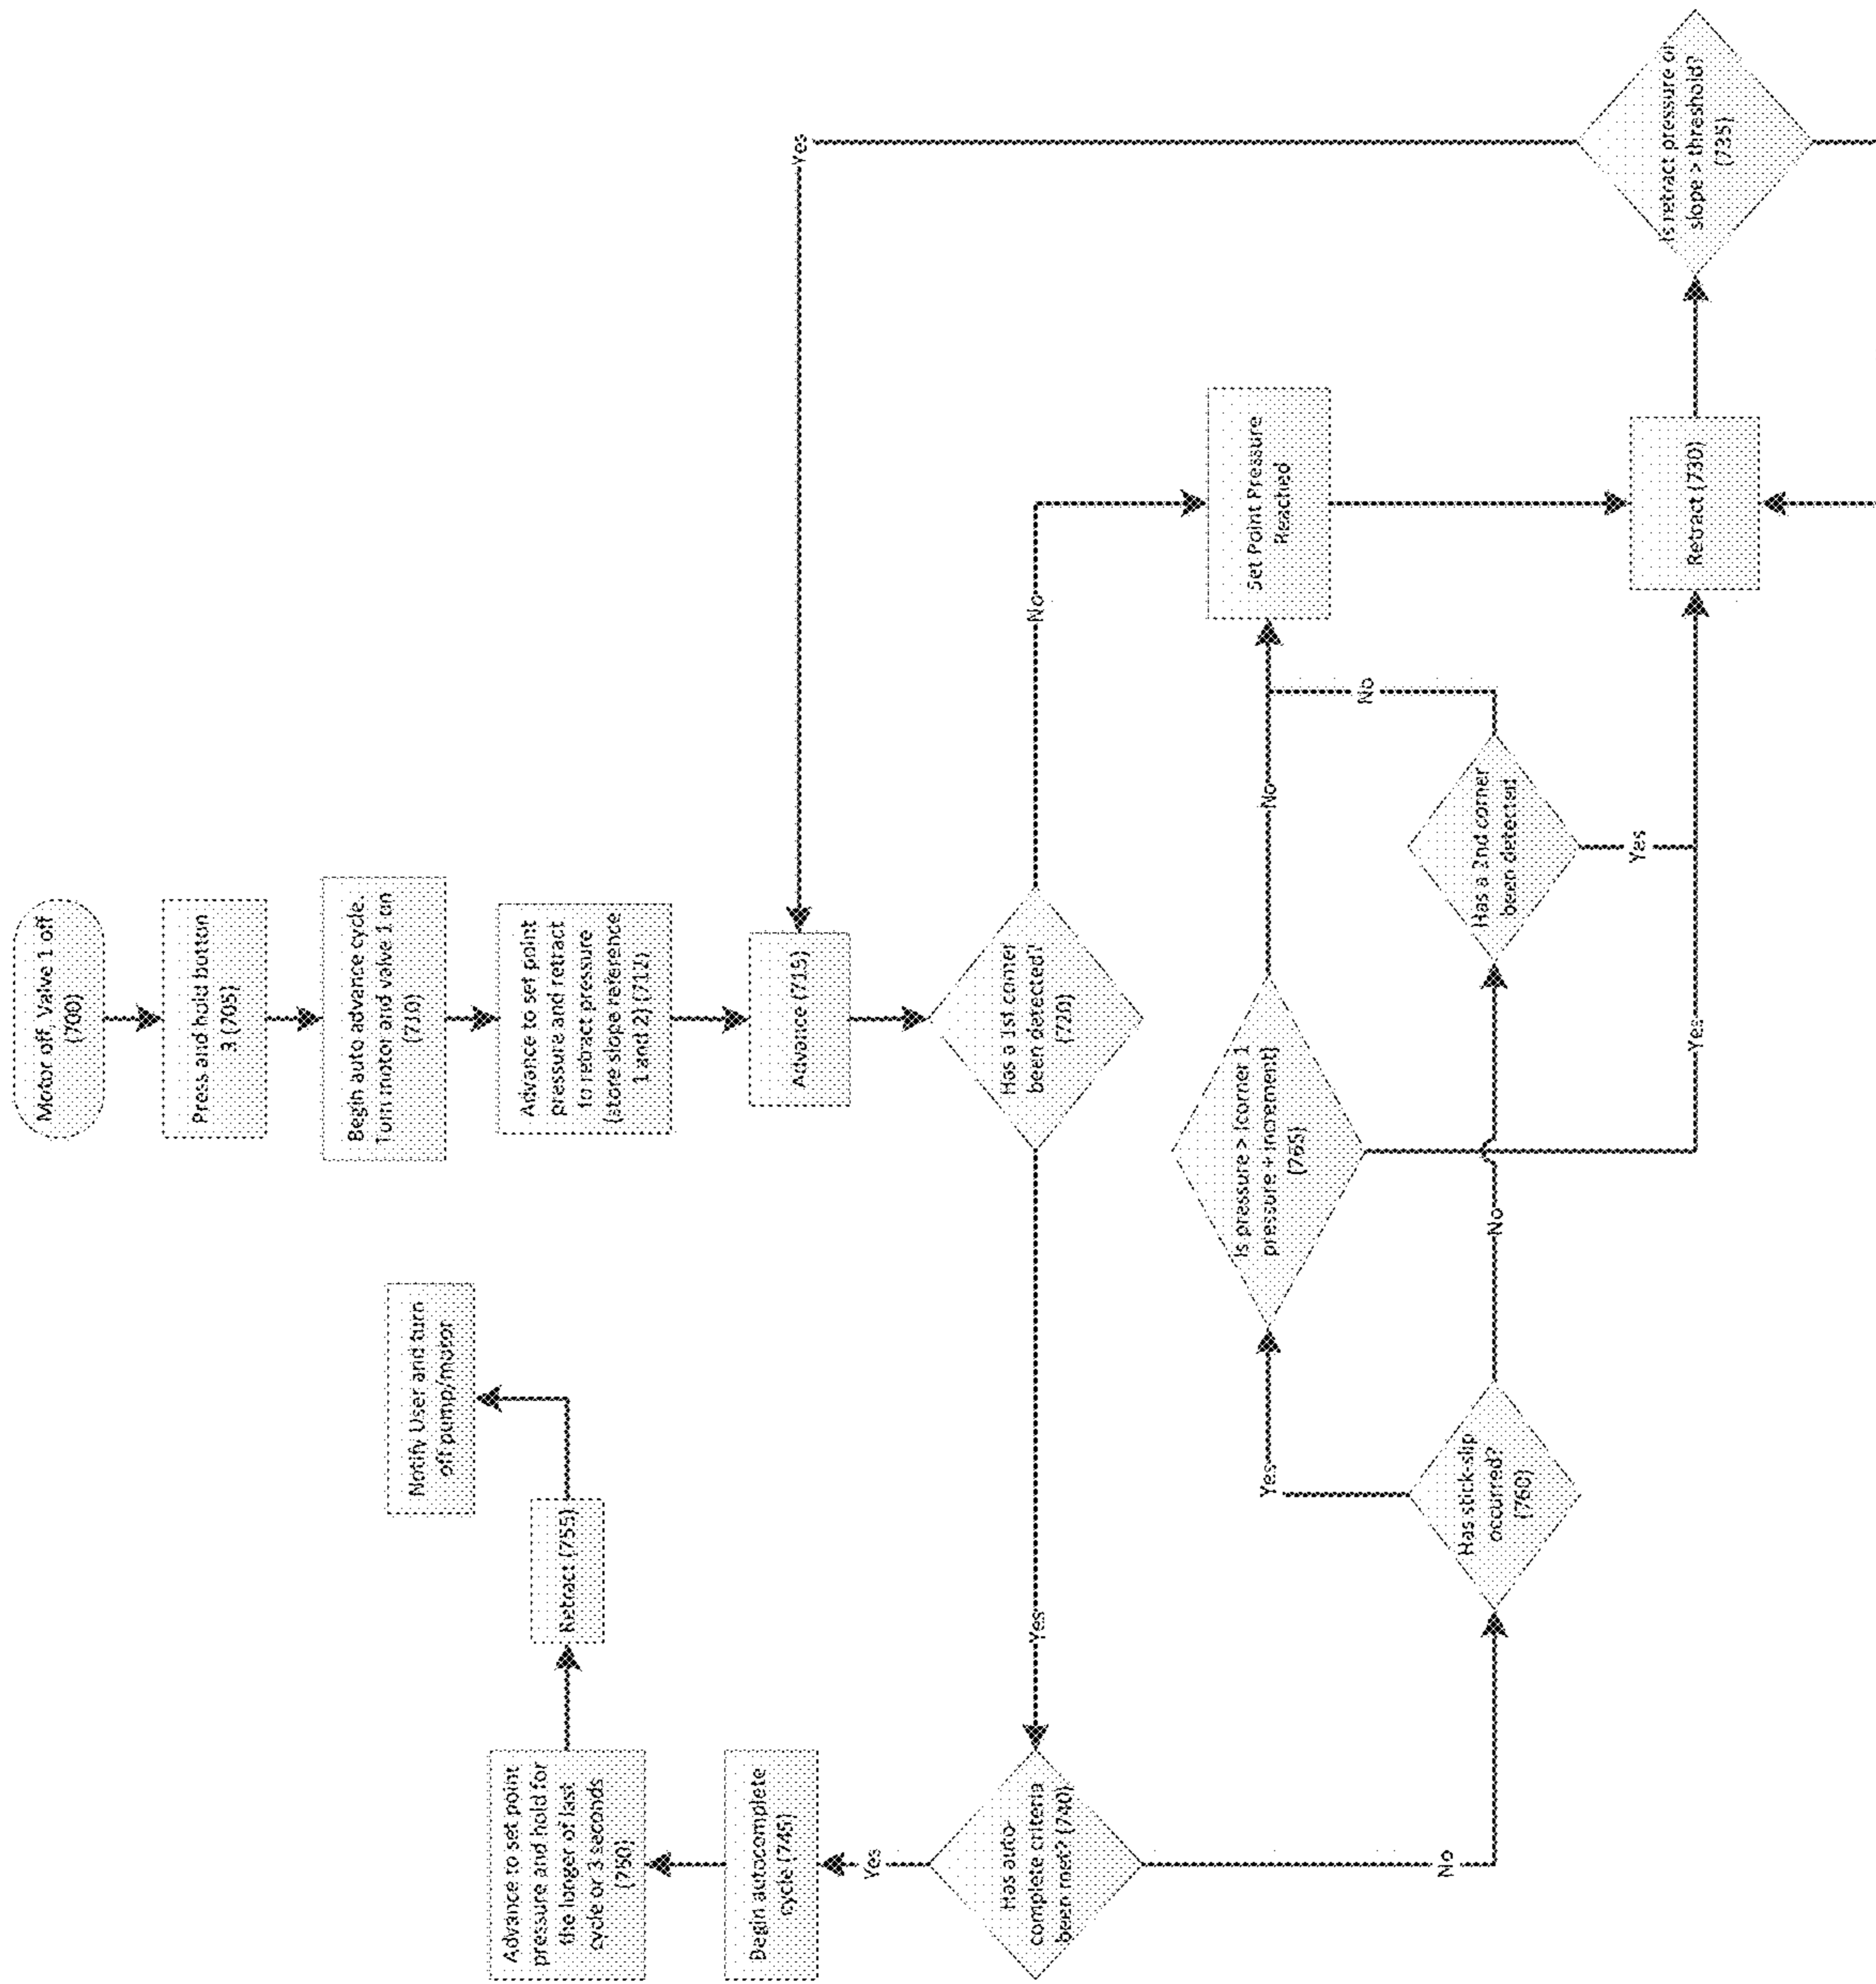 Motor off, Valve 1 off
(700)
Press and hold button
3 (705)
Begin auto advance cycle.
Turn motor and valve 1 on
(710)
Advance to set point
pressure and retract
to retract pressure
(store slope reference
1 and 2) (712)
Advance (715)
Has a 1st corner
been detected?
(720)
Yes
No
Has auto-
complete criteria
been met? (740)
Yes
No
Begin autocomplete
cycle (745)
Advance to set point
pressure and hold for
the longer of last
cycle or 3 seconds
(750)
Retract (755)
Notify User and turn
off pump/motor
Has stick-slip
occurred?
(760)
Yes
No
Is pressure > (corner 1
pressure + increment)
(765)
No
Yes
Has a 2nd corner
been detected
No
Yes
Set Point Pressure
Reached
Retract (730)
Is retract pressure or
slope > threshold?
(735)
Yes